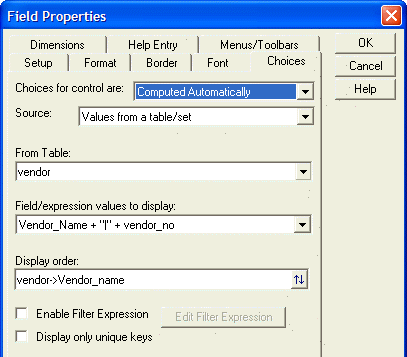 Field Properties
Dimensions Help Entry Menus/Toolbars
Setup Format Border Font Choices
OK
Cancel
Help
Choices for control are: Computed Automatically
Source: Values from a table/set
From Table:
vendor
Field/expression values to display:
Vendor_Name + "|" + vendor_no
Display order:
vendor->Vendor_name
Enable Filter Expression Edit Filter Expression
Display only unique keys